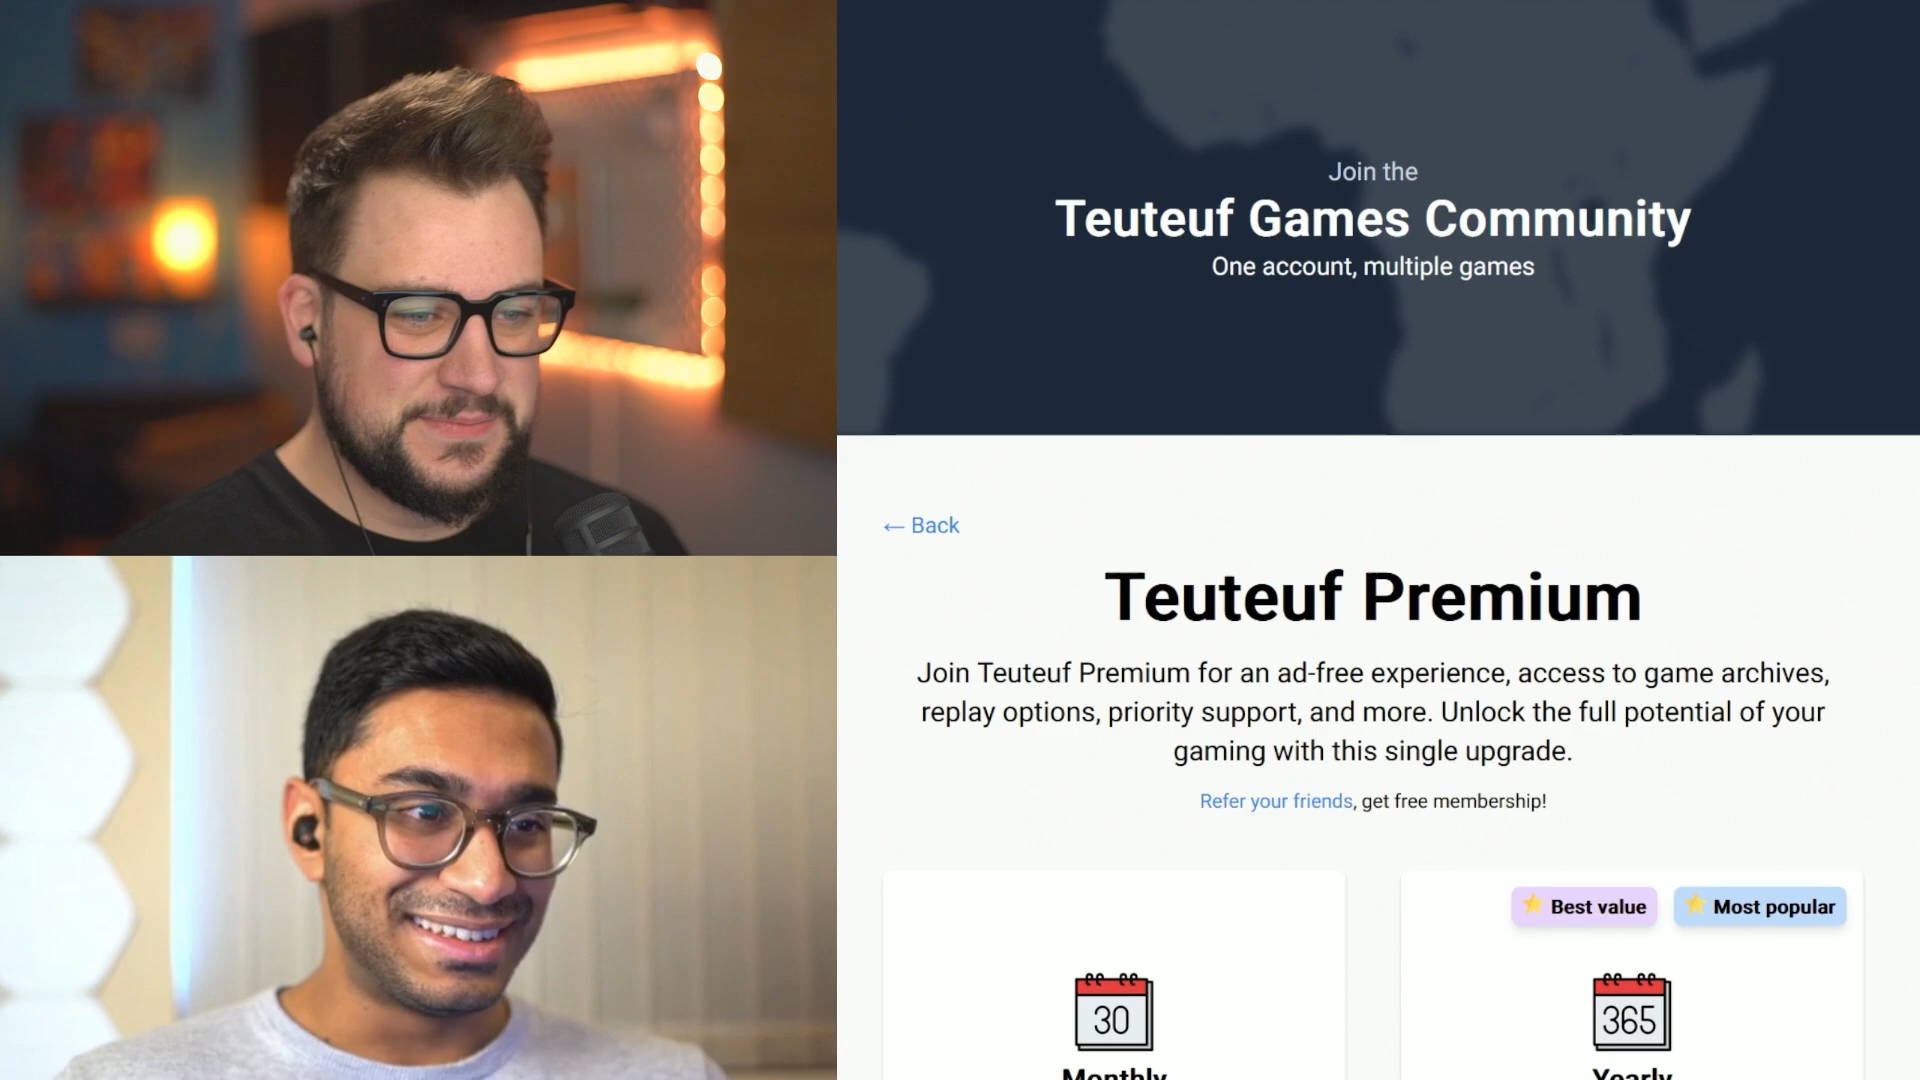 Join the
Teuteuf Games Community
One account, multiple games
← Back
Teuteuf Premium
Join Teuteuf Premium for an ad-free experience, access to game archives,
replay options, priority support, and more. Unlock the full potential of your
gaming with this single upgrade.
Refer your friends, get free membership!
Best value
Most popular
30
365
Monthly
Yearly